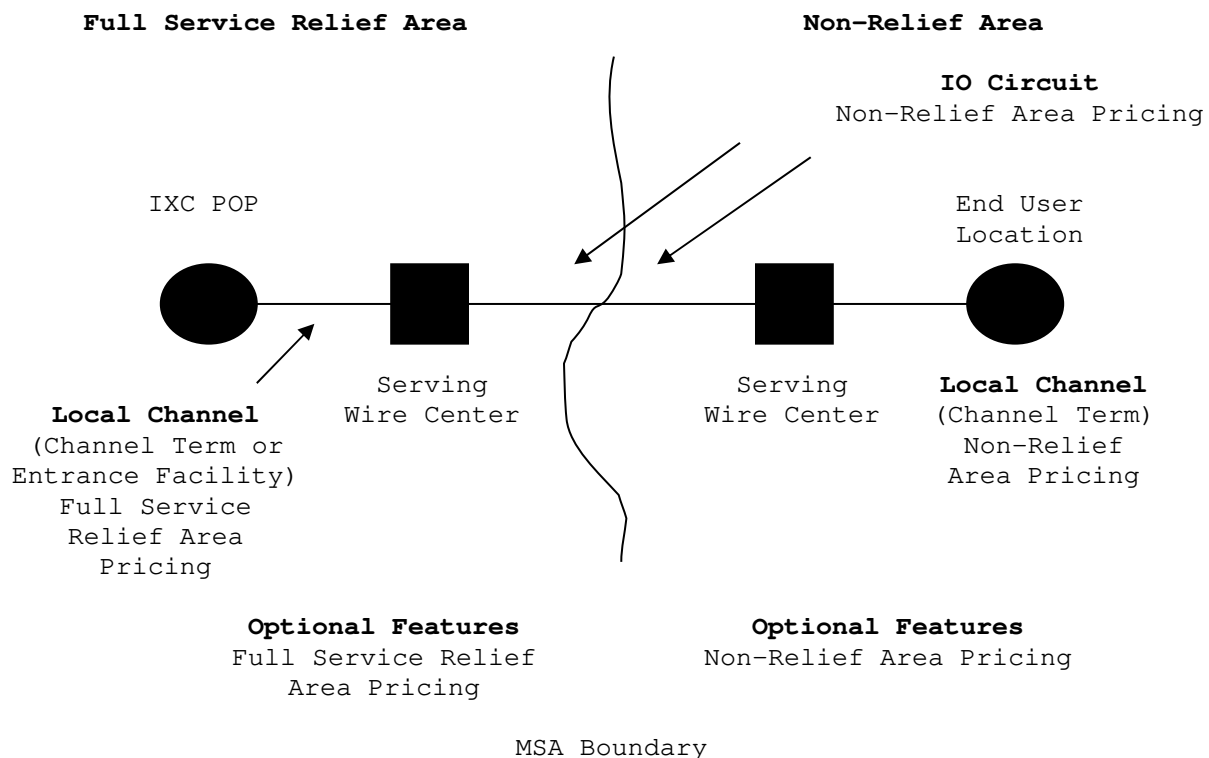 Full Service Relief Area
Non-Relief Area
IO Circuit
Non-Relief Area Pricing
IXC POP
End User
Location
Serving
Wire Center
Serving
Wire Center
Local Channel
(Channel Term)
Non-Relief
Area Pricing
Local Channel
(Channel Term or
Entrance Facility)
Full Service
Relief Area
Pricing
Optional Features
Full Service Relief
Area Pricing
Optional Features
Non-Relief Area Pricing
MSA Boundary